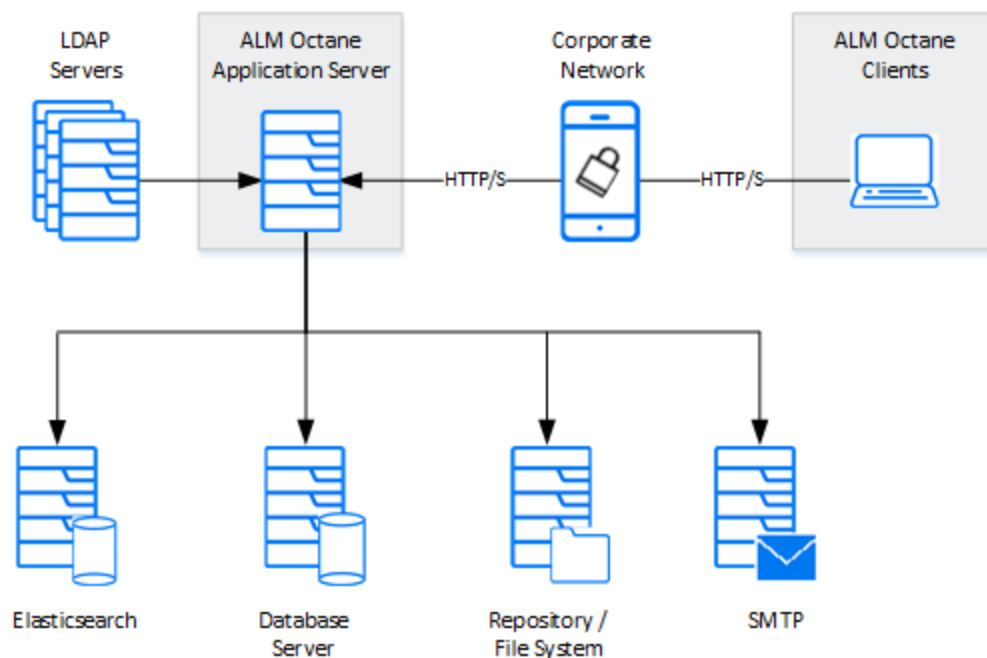 LDAP
Servers
ALM Octane
Application Server
Corporate
Network
ALM Octane
Clients
HTTP/S
HTTP/S
Elasticsearch
Database
Server
Repository /
File System
SMTP